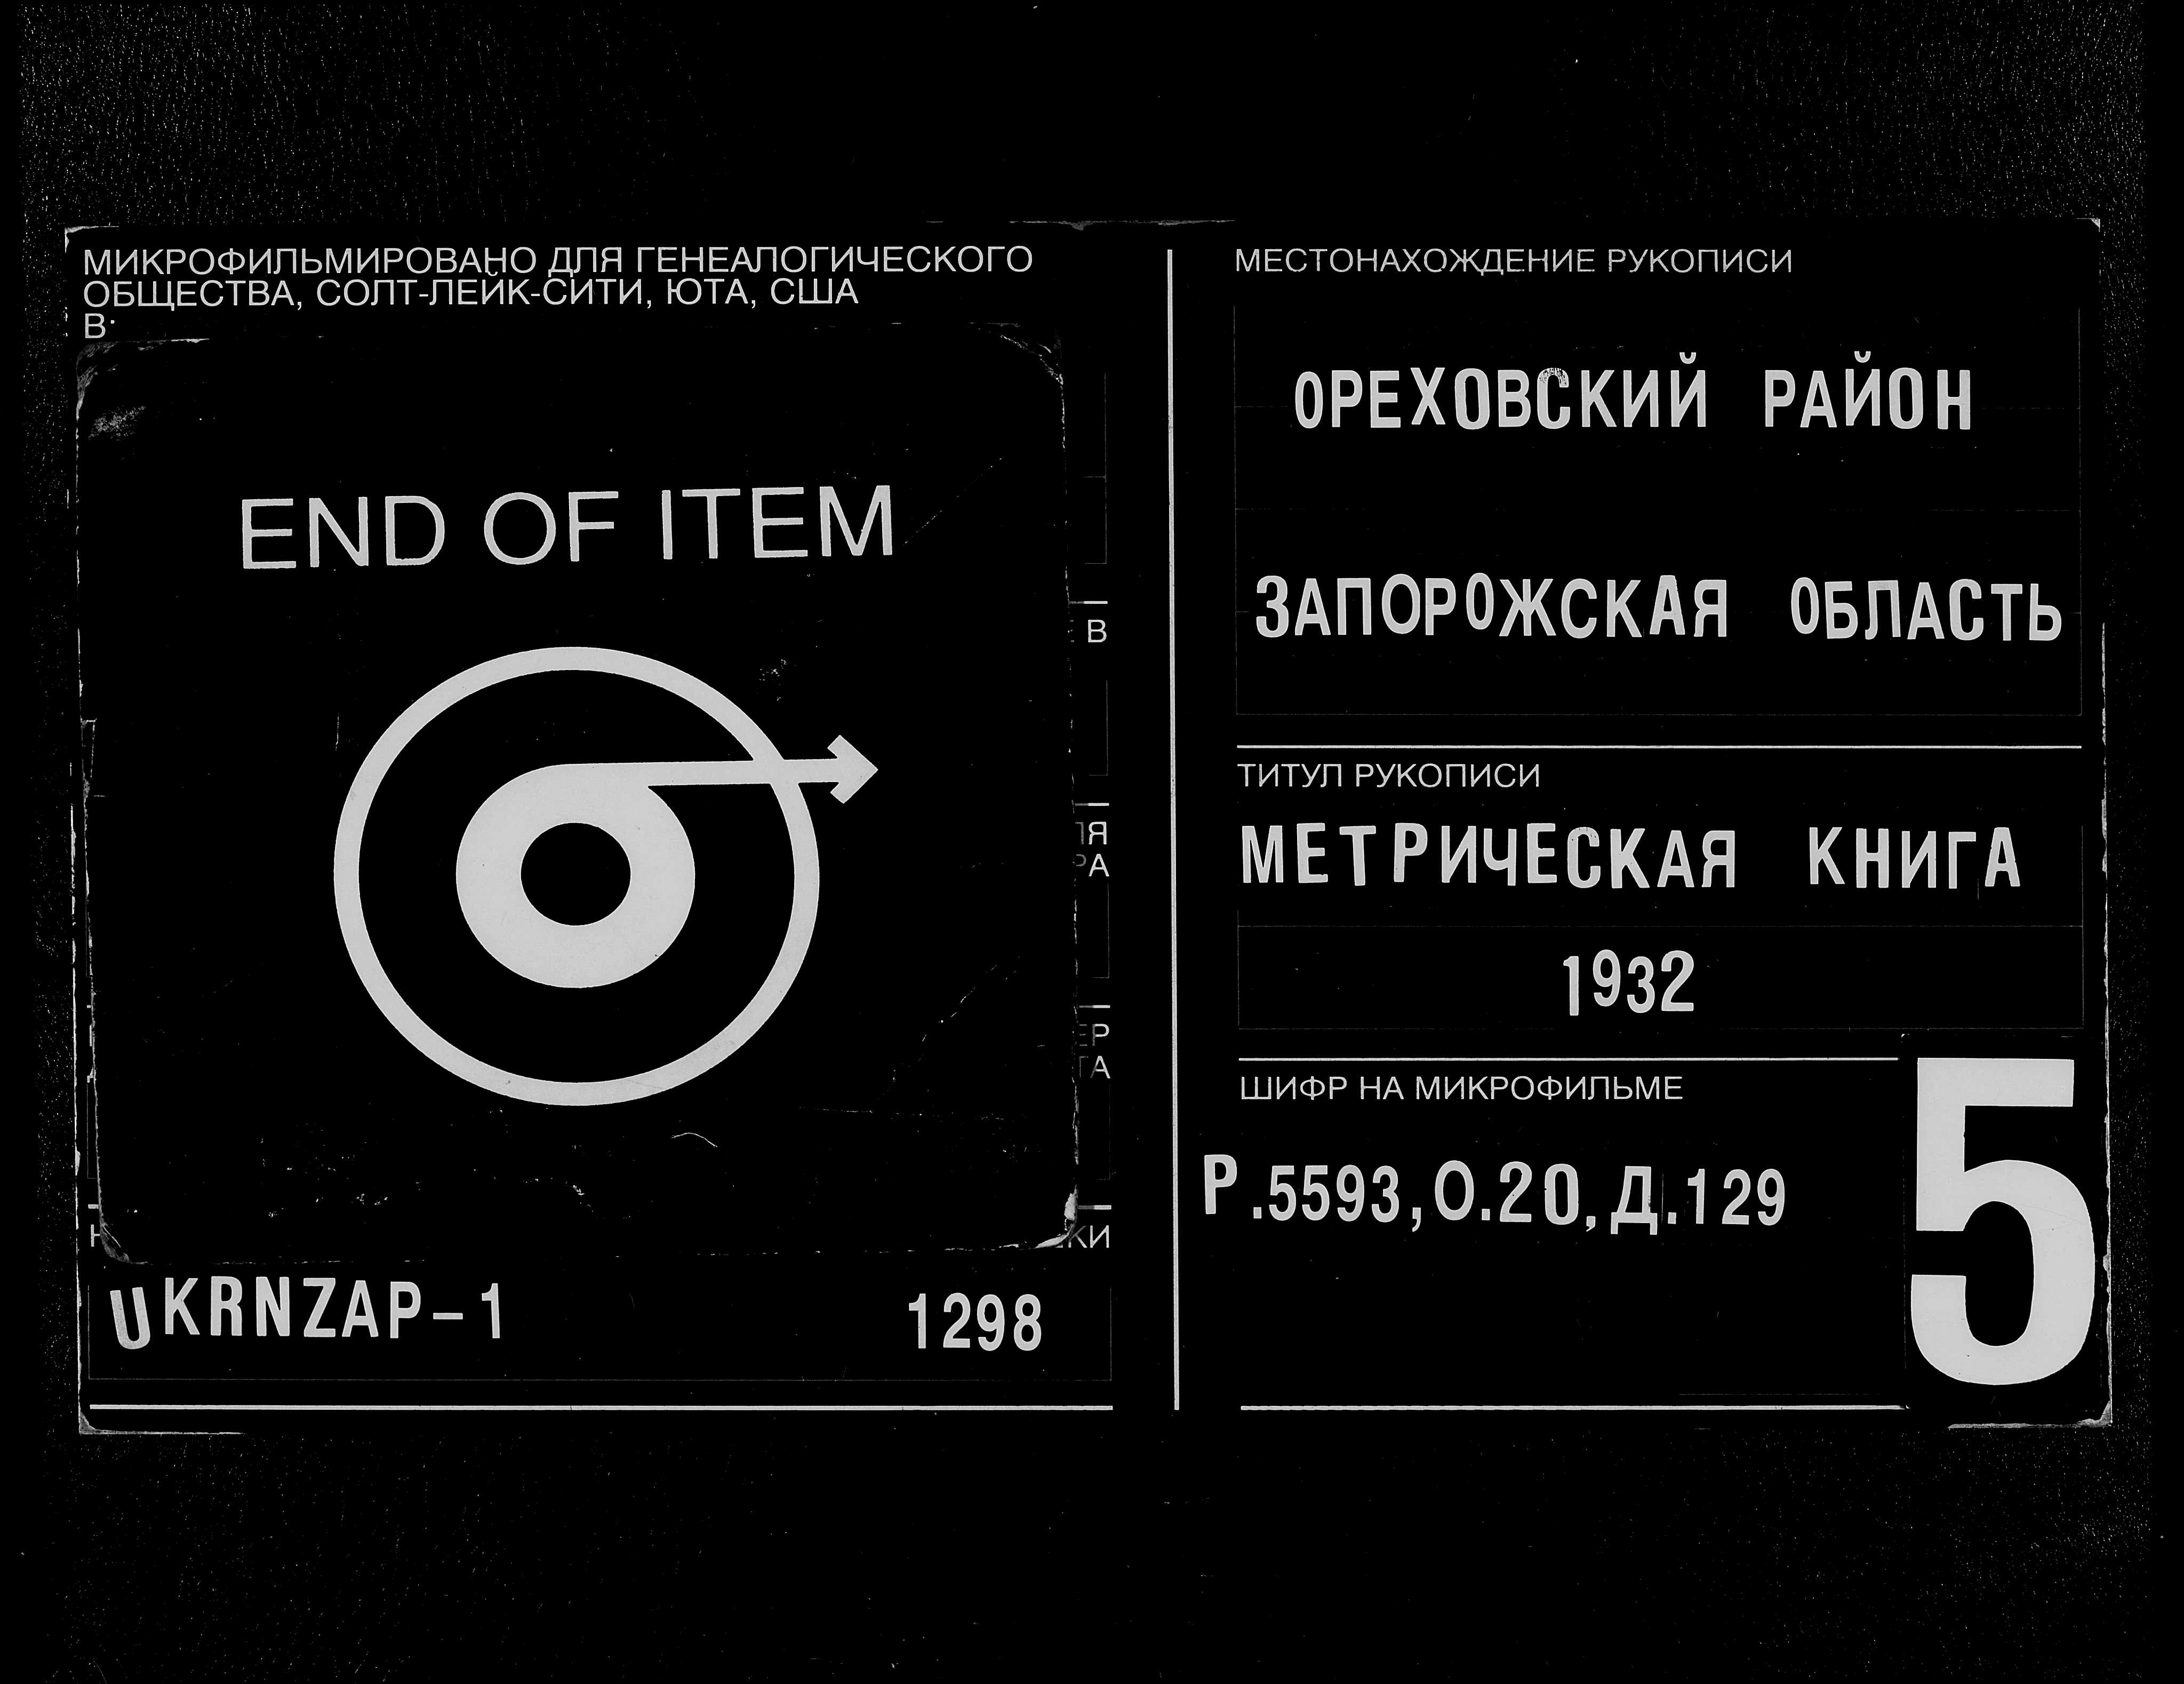 МИКРОФИЛЬМИРОВАНО ДЛЯ ГЕНЕАЛОГИЧЕСКОГО
ОБЩЕСТВА, СОЛТ-ЛЕЙК-СИТИ, ЮТА, США
В:
END OF ITEM
В
UKRNZAP-1 1298
МЕСТОНАХОЖДЕНИЕ РУКОПИСИ
ОРЕХОВСКИЙ РАЙОН
ЗАПОРОЖСКАЯ ОБЛАСТЬ
ТИТУЛ РУКОПИСИ
МЕТРИЧЕСКАЯ КНИГА
1932
ШИФР НА МИКРОФИЛЬМЕ
Р.5593,О.20,Д.129
5